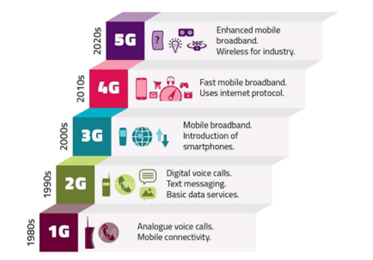 2020s
5G
?
360°
Enhanced mobile
broadband.
Wireless for industry.
2010s
4G
Fast mobile broadband.
Uses internet protocol.
2000s
3G
Mobile broadband.
Introduction of
smartphones.
1990s
2G
Digital voice calls.
Text messaging.
Basic data services.
1980s
1G
Analogue voice calls.
Mobile connectivity.